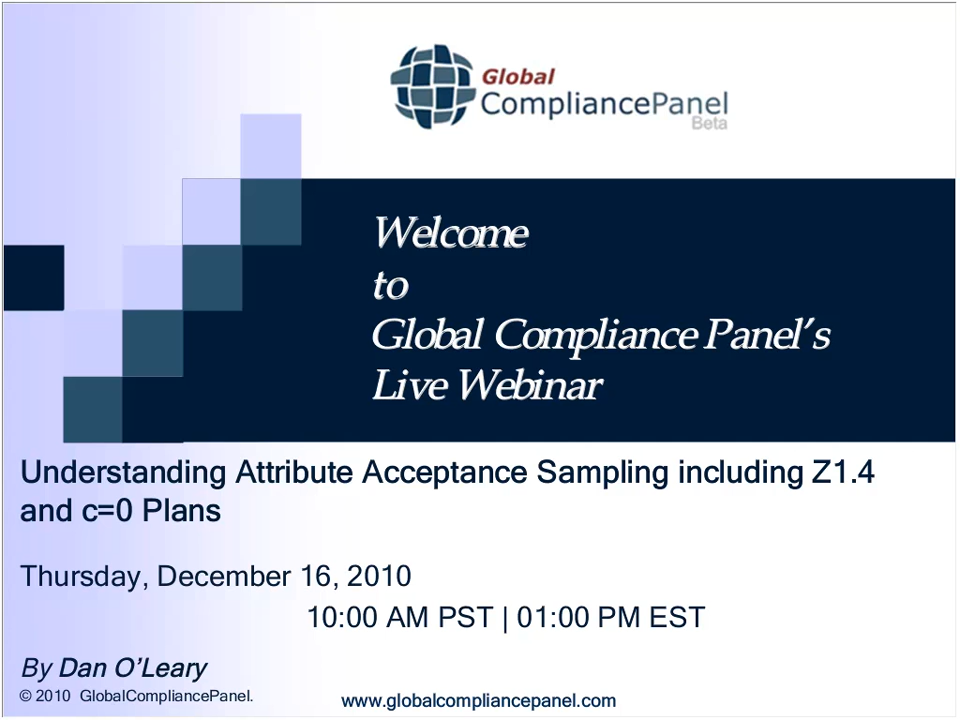 Global
CompliancePanel
Beta
Welcome
to
Global Compliance Panel's
Live Webinar
Understanding Attribute Acceptance Sampling including Z1.4
and c=0 Plans
Thursday, December 16, 2010
10:00 AM PST | 01:00 PM EST
By Dan O'Leary
© 2010 GlobalCompliancePanel.
www.globalcompliancepanel.com